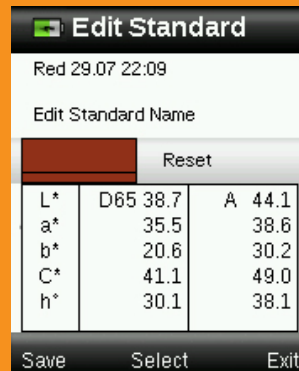 Edit Standard
Red 29.07 22:09
Edit Standard Name
Reset
L* D65 38.7 A 44.1
a* 35.5 38.6
b* 20.6 30.2
C* 41.1 49.0
h° 30.1 38.1
Save Select Exit